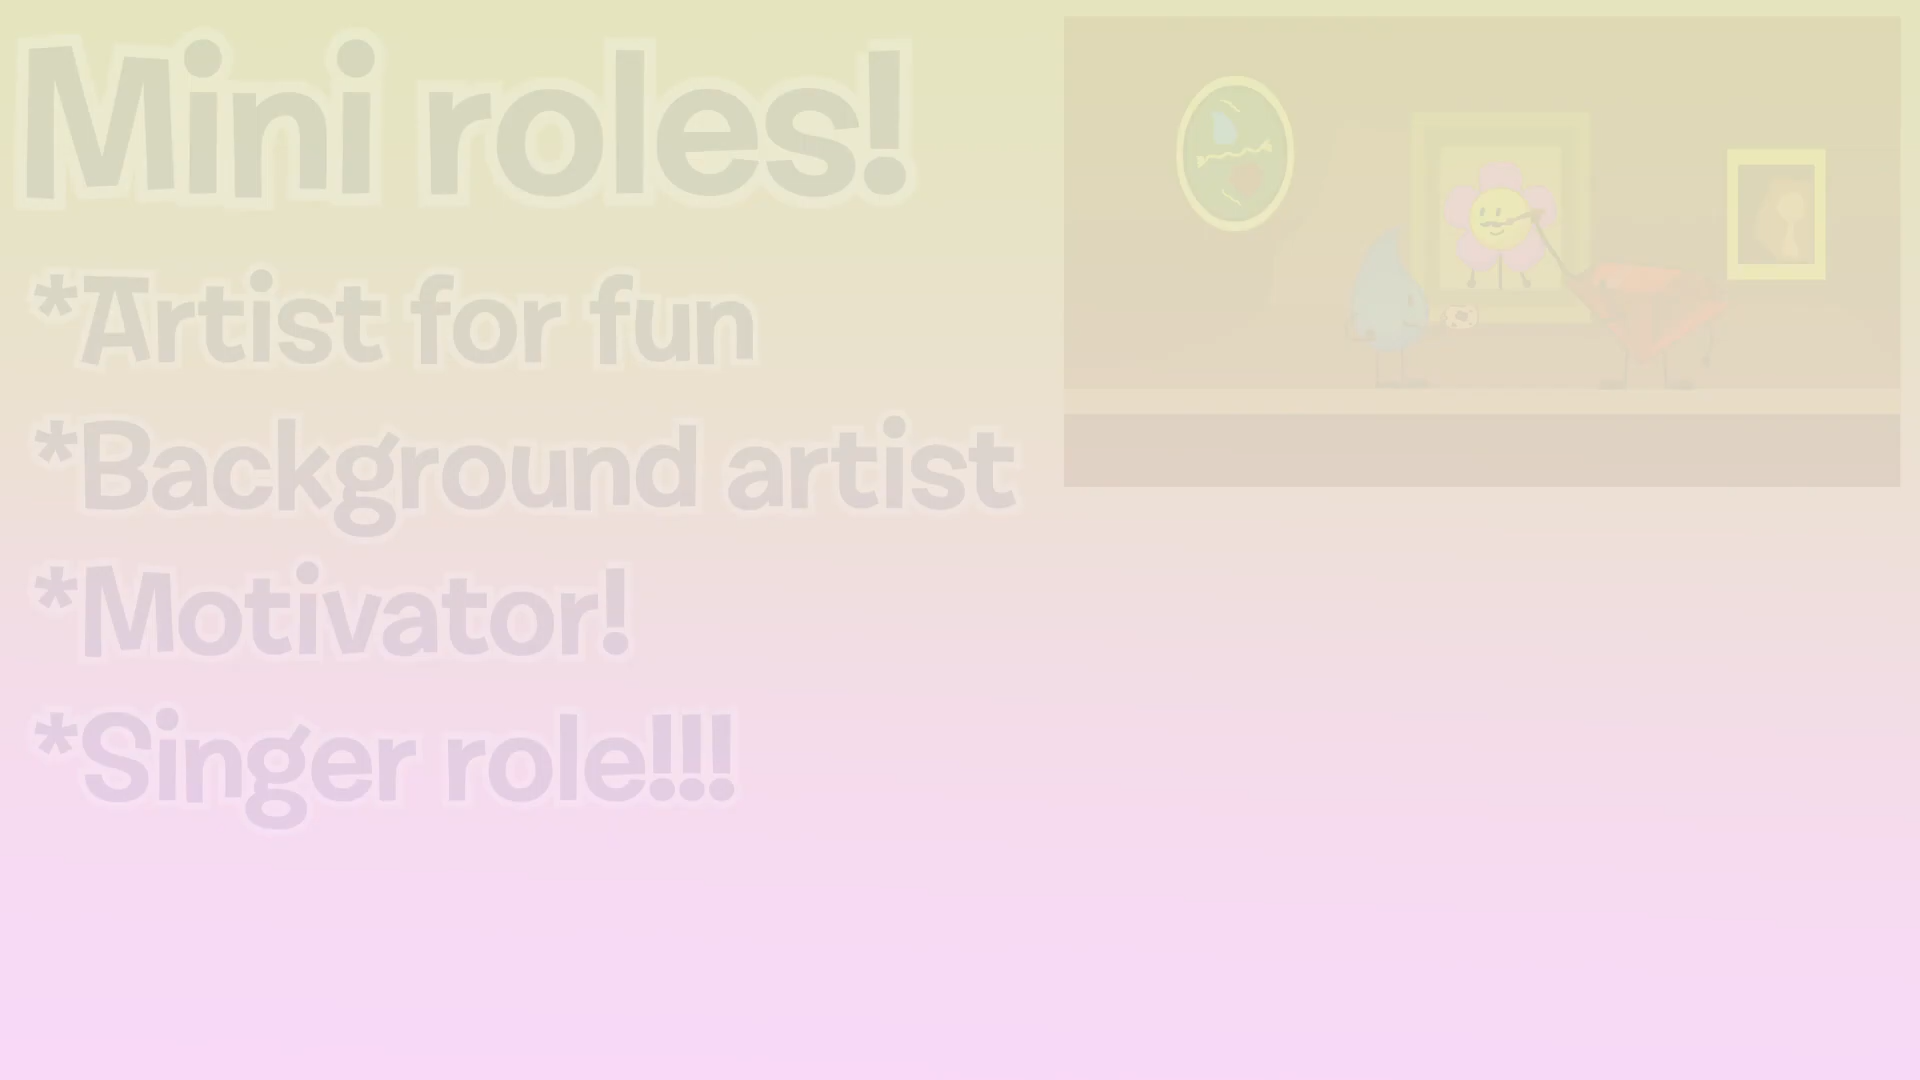 Mini roles!
*Artist for fun
*Background artist
*Motivator!
*Singer role!!!